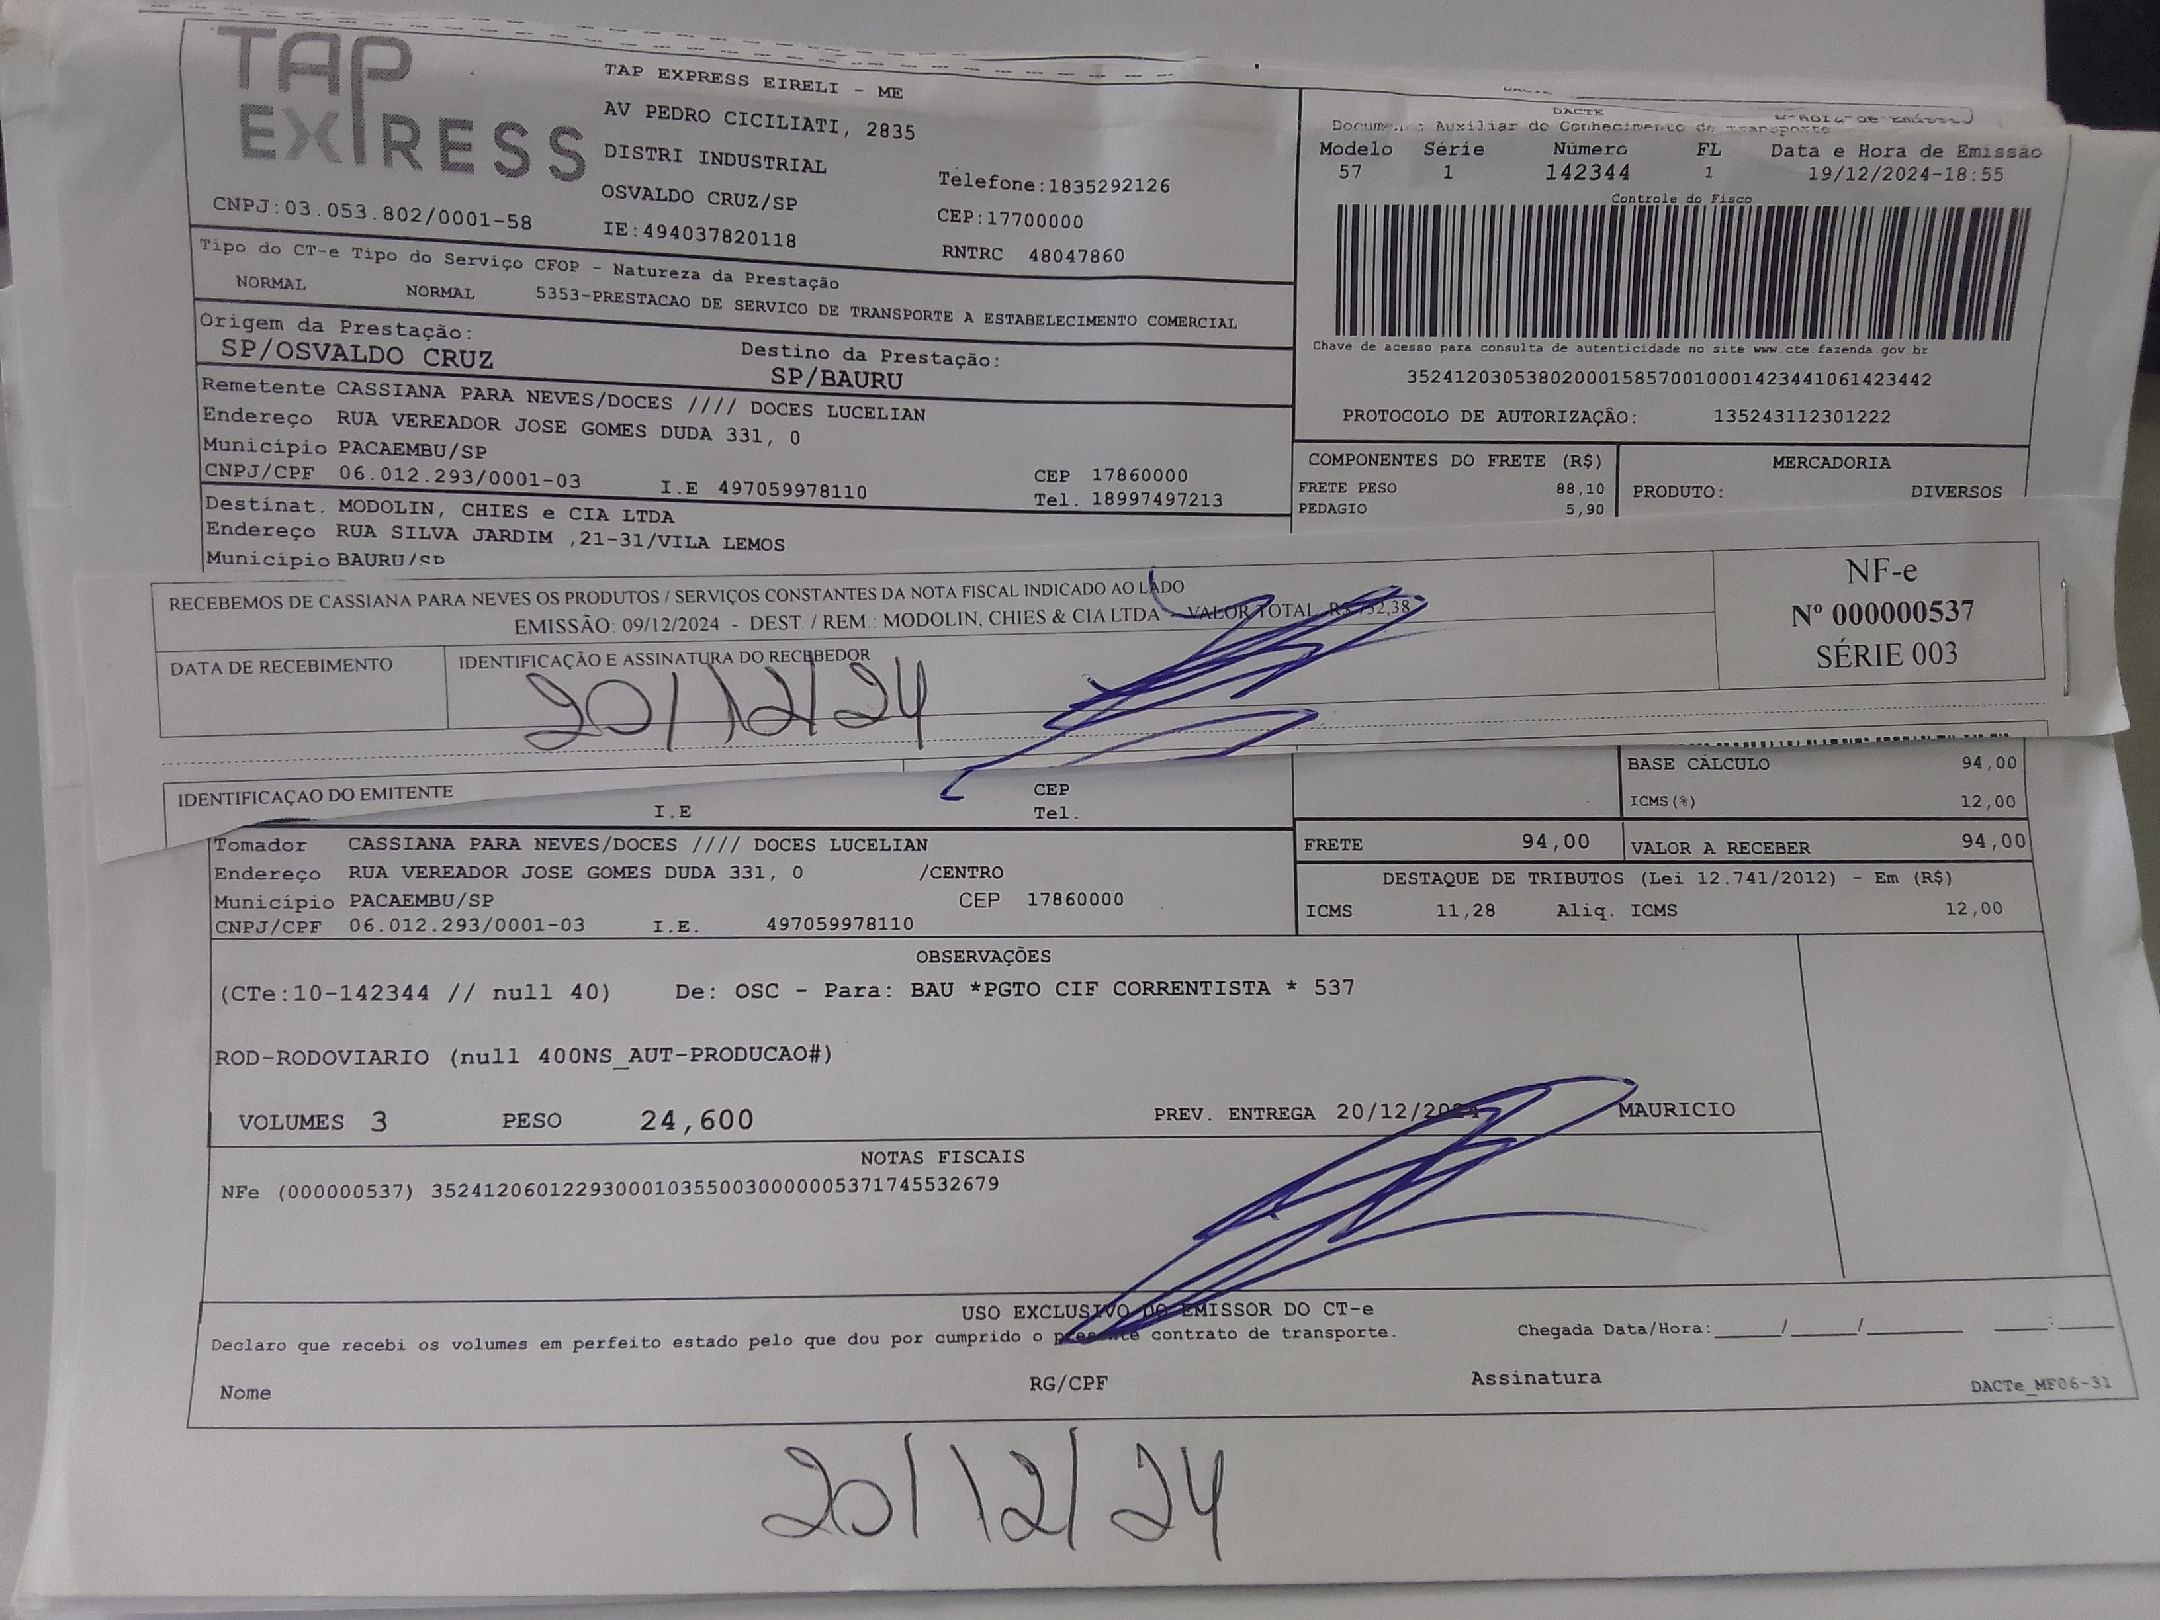 TAP
EXPRESS
TAP EXPRESS EIRELI - ME
AV PEDRO CICILIATI, 2835
DISTRI INDUSTRIAL
OSVALDO CRUZ/SP
IE:494037820118
Telefone:1835292126
CEP:17700000
RNTRC 48047860
CNPJ:03.053.802/0001-58
DACTE
Auxiliar do Conhecimento de Transporte
Modelo Série Número FL Data e Hora de Emissão
57 1 142344 1 19/12/2024-18:55
Controle do Fisco
Chave de acesso para consulta de autenticidade no site www.cte.fazenda.gov.br
35241203053802000158570010001423441061423442
PROTOCOLO DE AUTORIZAÇÃO: 135243112301222
Tipo do CT-e Tipo do Serviço CFOP - Natureza da Prestação
NORMAL NORMAL 5353-PRESTACAO DE SERVICO DE TRANSPORTE A ESTABELECIMENTO COMERCIAL
Origem da Prestação: Destino da Prestação:
SP/OSVALDO CRUZ SP/BAURU
Remetente CASSIANA PARA NEVES/DOCES //// DOCES LUCELIAN
Endereço RUA VEREADOR JOSE GOMES DUDA 331, 0
Município PACAEMBU/SP CEP 17860000
CNPJ/CPF 06.012.293/0001-03 I.E 497059978110 Tel. 18997497213
Destinat. MODOLIN, CHIES e CIA LTDA
Endereço RUA SILVA JARDIM ,21-31/VILA LEMOS
Município BAURU/SP
COMPONENTES DO FRETE (R$) MERCADORIA
FRETE PESO 88,10 PRODUTO: DIVERSOS
PEDAGIO 5,90
RECEBEMOS DE CASSIANA PARA NEVES OS PRODUTOS / SERVIÇOS CONSTANTES DA NOTA FISCAL INDICADO AO LADO
EMISSÃO: 09/12/2024 - DEST. / REM.: MODOLIN, CHIES & CIA LTDA - VALOR TOTAL
DATA DE RECEBIMENTO IDENTIFICAÇÃO E ASSINATURA DO RECEBEDOR
20/12/24
NF-e
Nº 000000537
SÉRIE 003
IDENTIFICAÇÃO DO EMITENTE
CEP
I.E Tel.
BASE CÁLCULO 94,00
ICMS(%) 12,00
FRETE 94,00 VALOR A RECEBER 94,00
DESTAQUE DE TRIBUTOS (Lei 12.741/2012) - Em (R$)
ICMS 11,28 Aliq. ICMS 12,00
Tomador CASSIANA PARA NEVES/DOCES //// DOCES LUCELIAN
Endereço RUA VEREADOR JOSE GOMES DUDA 331, 0 /CENTRO
Município PACAEMBU/SP CEP 17860000
CNPJ/CPF 06.012.293/0001-03 I.E. 497059978110
OBSERVAÇÕES
(CTe:10-142344 // null 40) De: OSC - Para: BAU *PGTO CIF CORRENTISTA * 537
ROD-RODOVIARIO (null 400NS_AUT-PRODUCAO#)
VOLUMES 3 PESO 24,600 PREV. ENTREGA 20/12/2024 MAURICIO
NOTAS FISCAIS
NFe (000000537) 35241206012293000103550030000005371745532679
USO EXCLUSIVO DO EMISSOR DO CT-e
Declaro que recebi os volumes em perfeito estado pelo que dou por cumprido o presente contrato de transporte. Chegada Data/Hora:____/____/______ ____:____
Nome RG/CPF Assinatura DACTe_MF06-31
20/12/24